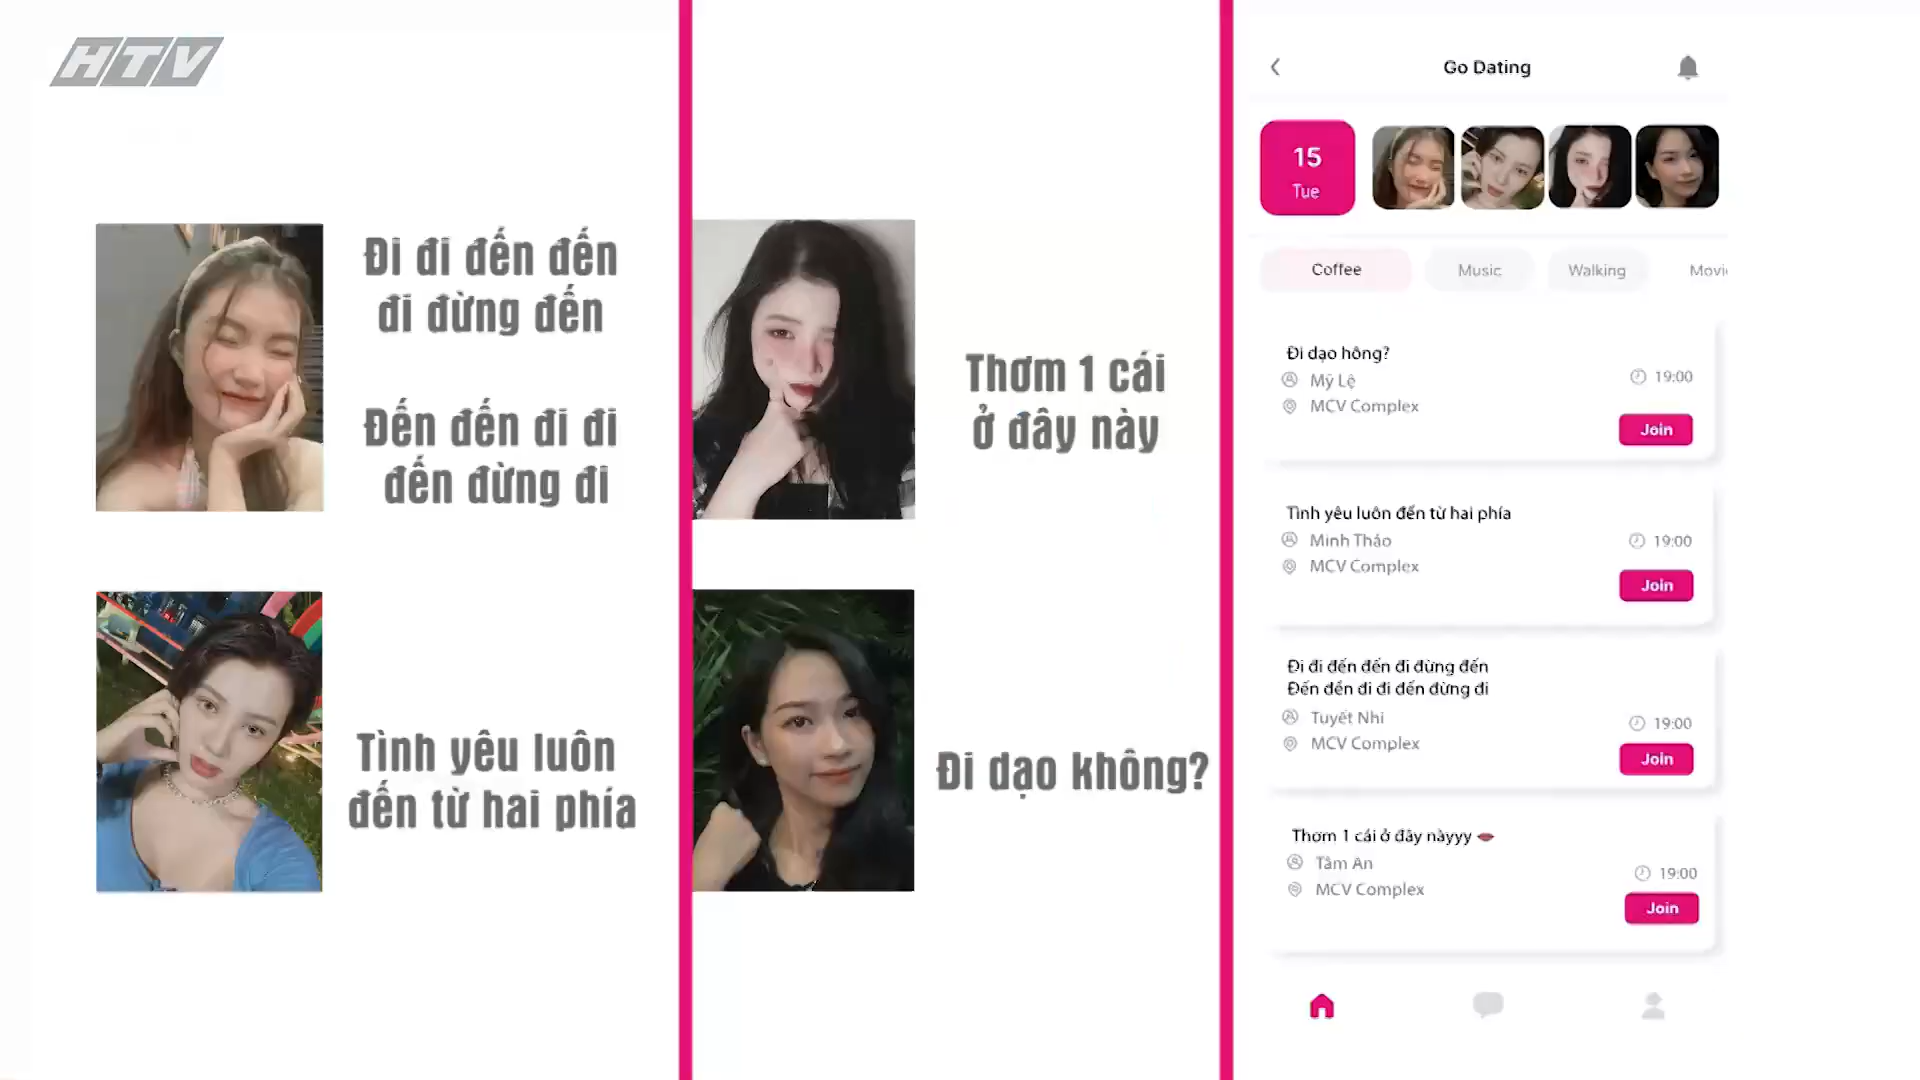 HTV
Đi đi đến đến
đi đừng đến
Đến đến đi đi
đến đừng đi
Tình yêu luôn
đến từ hai phía
Thơm 1 cái
ở đây này
Đi dạo không?
Go Dating
15
Tue
Coffee
Music
Walking
Movi
Đi dạo hông?
Mỹ Lệ
19:00
MCV Complex
Join
Tình yêu luôn đến từ hai phía
Minh Thảo
19:00
MCV Complex
Join
Đi đi đến đến đi đừng đến
Đến đến đi đi đến đừng đi
Tuyết Nhi
19:00
MCV Complex
Join
Thơm 1 cái ở đây nàyyy
Tâm An
19:00
MCV Complex
Join